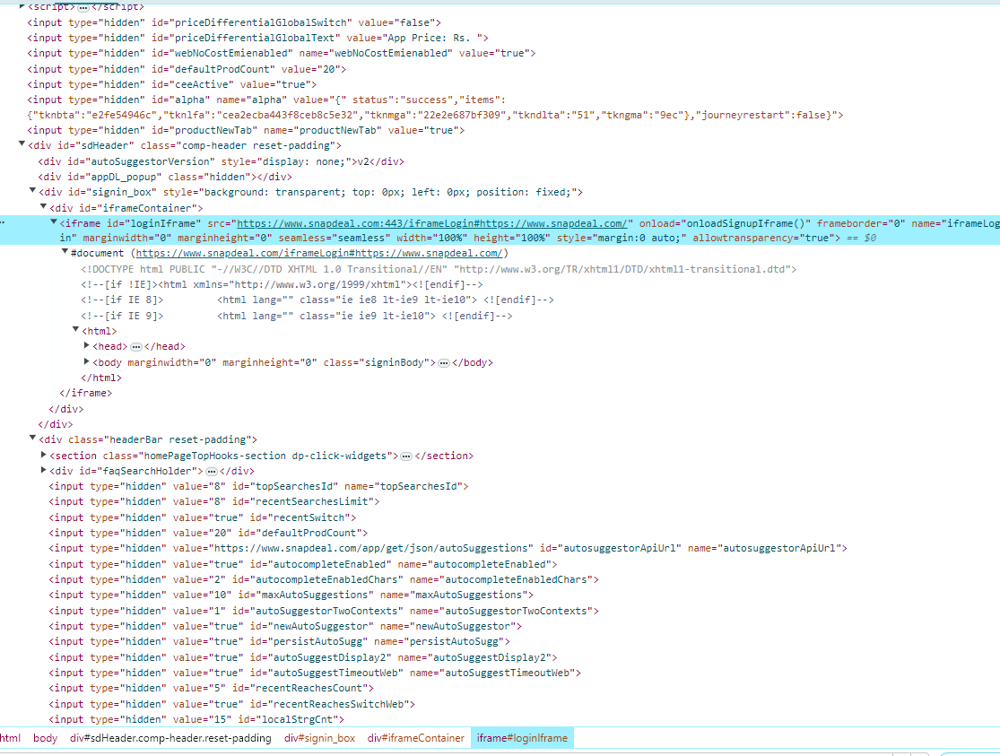 <script> ... </script>
<input type="hidden" id="priceDifferentialGlobalSwitch" value="false">
<input type="hidden" id="priceDifferentialGlobalText" value="App Price: Rs. ">
<input type="hidden" id="webNoCostEmienabled" name="webNoCostEmienabled" value="true">
<input type="hidden" id="defaultProdCount" value="20">
<input type="hidden" id="ceeActive" value="true">
<input type="hidden" id="alpha" name="alpha" value="{" status":"success","items":
{"tknbta":"e2fe54946c","tknlfa":"cea2ecba443f8ceb8c5e32","tknmga":"22e2e687bf309","tkndlta":"51","tkngma":"9ec"},"journeyrestart":false}">
<input type="hidden" id="productNewTab" name="productNewTab" value="true">
<div id="sdHeader" class="comp-header reset-padding">
<div id="autoSuggestorVersion" style="display: none;">v2</div>
<div id="appDL_popup" class="hidden"></div>
<div id="signin_box" style="background: transparent; top: 0px; left: 0px; position: fixed;">
<div id="iframeContainer">
<iframe id="loginIframe" src="https://www.snapdeal.com:443/iframeLogin#https://www.snapdeal.com/" onload="onloadSignupIframe()" frameborder="0" name="iframeLog
in" marginwidth="0" marginheight="0" seamless="seamless" width="100%" height="100%" style="margin:0 auto;" allowtransparency="true"> == $0
#document (https://www.snapdeal.com/iframeLogin#https://www.snapdeal.com/)
<!DOCTYPE html PUBLIC "-//W3C//DTD XHTML 1.0 Transitional//EN" "http://www.w3.org/TR/xhtml1/DTD/xhtml1-transitional.dtd">
<!--[if !IE]><html xmlns="http://www.w3.org/1999/xhtml"><![endif]-->
<!--[if IE 8]>         <html lang="" class="ie ie8 lt-ie9 lt-ie10"> <![endif]-->
<!--[if IE 9]>         <html lang="" class="ie ie9 lt-ie10"> <![endif]-->
<html>
<head> ... </head>
<body marginwidth="0" marginheight="0" class="signinBody"> ... </body>
</html>
</iframe>
</div>
</div>
<div class="headerBar reset-padding">
<section class="homePageTopHooks-section dp-click-widgets"> ... </section>
<div id="faqSearchHolder"> ... </div>
<input type="hidden" value="8" id="topSearchesId" name="topSearchesId">
<input type="hidden" value="8" id="recentSearchesLimit">
<input type="hidden" value="true" id="recentSwitch">
<input type="hidden" value="20" id="defaultProdCount">
<input type="hidden" value="https://www.snapdeal.com/app/get/json/autoSuggestions" id="autosuggestorApiUrl" name="autosuggestorApiUrl">
<input type="hidden" value="true" id="autocompleteEnabled" name="autocompleteEnabled">
<input type="hidden" value="2" id="autocompleteEnabledChars" name="autocompleteEnabledChars">
<input type="hidden" value="10" id="maxAutoSuggestions" name="maxAutoSuggestions">
<input type="hidden" value="1" id="autoSuggestorTwoContexts" name="autoSuggestorTwoContexts">
<input type="hidden" value="true" id="newAutoSuggestor" name="newAutoSuggestor">
<input type="hidden" value="true" id="persistAutoSugg" name="persistAutoSugg">
<input type="hidden" value="true" id="autoSuggestDisplay2" name="autoSuggestDisplay2">
<input type="hidden" value="true" id="autoSuggestTimeoutWeb" name="autoSuggestTimeoutWeb">
<input type="hidden" value="5" id="recentReachesCount">
<input type="hidden" value="true" id="recentReachesSwitchWeb">
<input type="hidden" value="15" id="localStrgCnt">
html body div#sdHeader.comp-header.reset-padding div#signin_box div#iframeContainer iframe#loginIframe